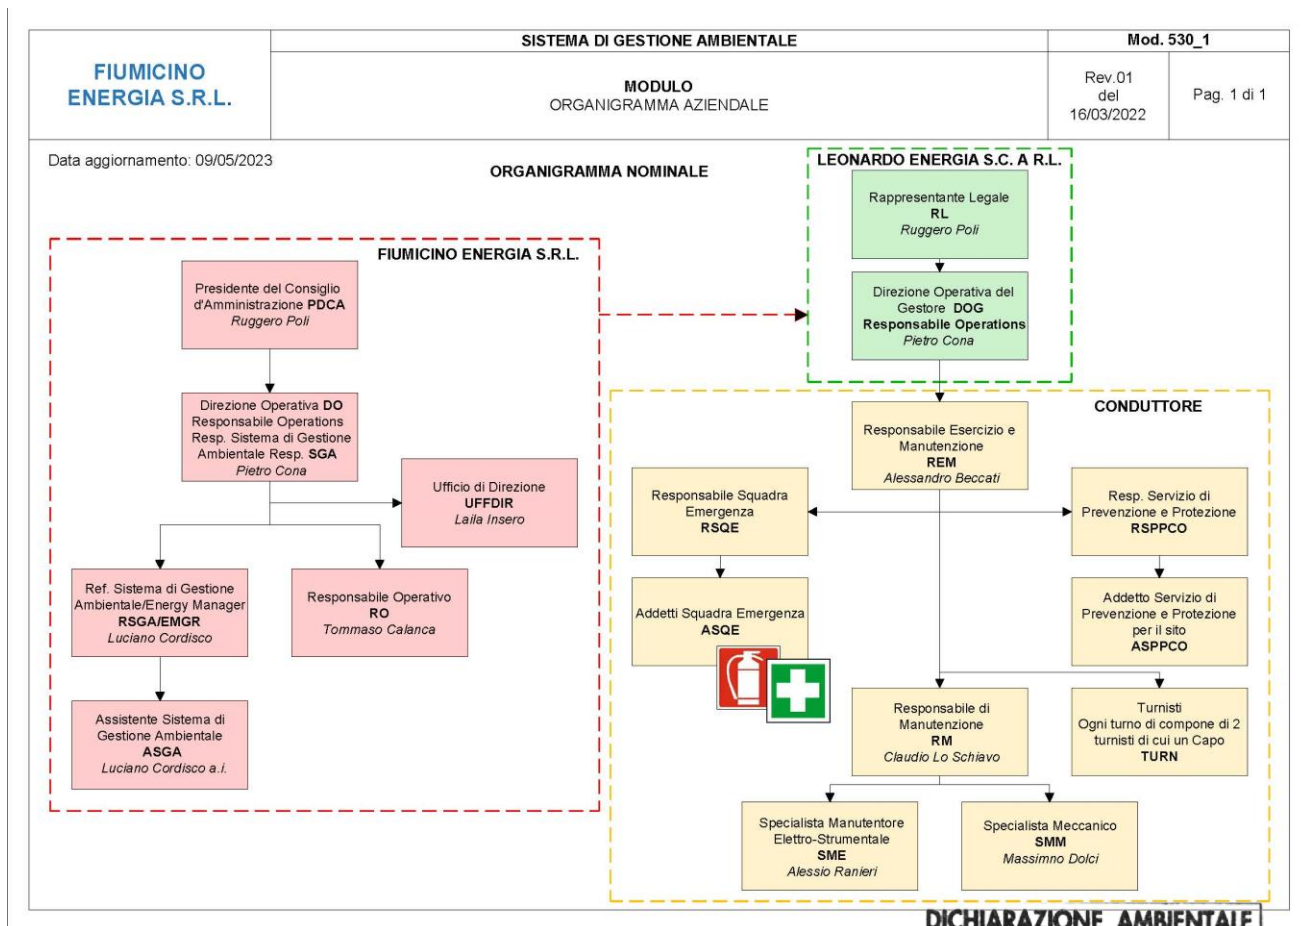 FIUMICINO
ENERGIA S.R.L.
SISTEMA DI GESTIONE AMBIENTALE
MODULO
ORGANIGRAMMA AZIENDALE
Mod. 530_1
Rev.01
del
16/03/2022
Pag. 1 di 1
Data aggiornamento: 09/05/2023
ORGANIGRAMMA NOMINALE
FIUMICINO ENERGIA S.R.L.
Presidente del Consiglio
d'Amministrazione PDCA
Ruggero Poli
Direzione Operativa DO
Responsabile Operations
Resp. Sistema di Gestione
Ambientale Resp. SGA
Pietro Cona
Ufficio di Direzione
UFFDIR
Laila Insero
Ref. Sistema di Gestione
Ambientale/Energy Manager
RSGA/EMGR
Luciano Cordisco
Responsabile Operativo
RO
Tommaso Calanca
Assistente Sistema di
Gestione Ambientale
ASGA
Luciano Cordisco a.i.
LEONARDO ENERGIA S.C. A R.L.
Rappresentante Legale
RL
Ruggero Poli
Direzione Operativa del
Gestore DOG
Responsabile Operations
Pietro Cona
CONDUTTORE
Responsabile Esercizio e
Manutenzione
REM
Alessandro Beccati
Responsabile Squadra
Emergenza
RSQE
Resp. Servizio di
Prevenzione e Protezione
RSPPCO
Addetti Squadra Emergenza
ASQE
Addetto Servizio di
Prevenzione e Protezione
per il sito
ASPPCO
Responsabile di
Manutenzione
RM
Claudio Lo Schiavo
Turnisti
Ogni turno di compone di 2
turnisti di cui un Capo
TURN
Specialista Manutentore
Elettro-Strumentale
SME
Alessio Ranieri
Specialista Meccanico
SMM
Massimno Dolci
DICHIARAZIONE AMBIENTALE